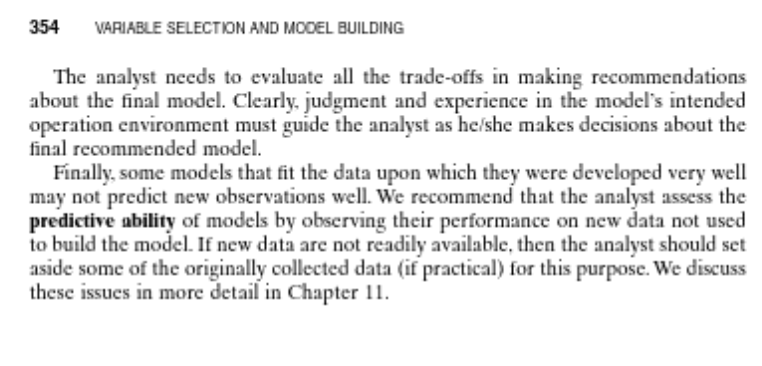 354 VARIABLE SELECTION AND MODEL BUILDING
The analyst needs to evaluate all the trade-offs in making recommendations
about the final model. Clearly, judgment and experience in the model's intended
operation environment must guide the analyst as he/she makes decisions about the
final recommended model.
Finally, some models that fit the data upon which they were developed very well
may not predict new observations well. We recommend that the analyst assess the
predictive ability of models by observing their performance on new data not used
to build the model. If new data are not readily available, then the analyst should set
aside some of the originally collected data (if practical) for this purpose. We discuss
these issues in more detail in Chapter 11.